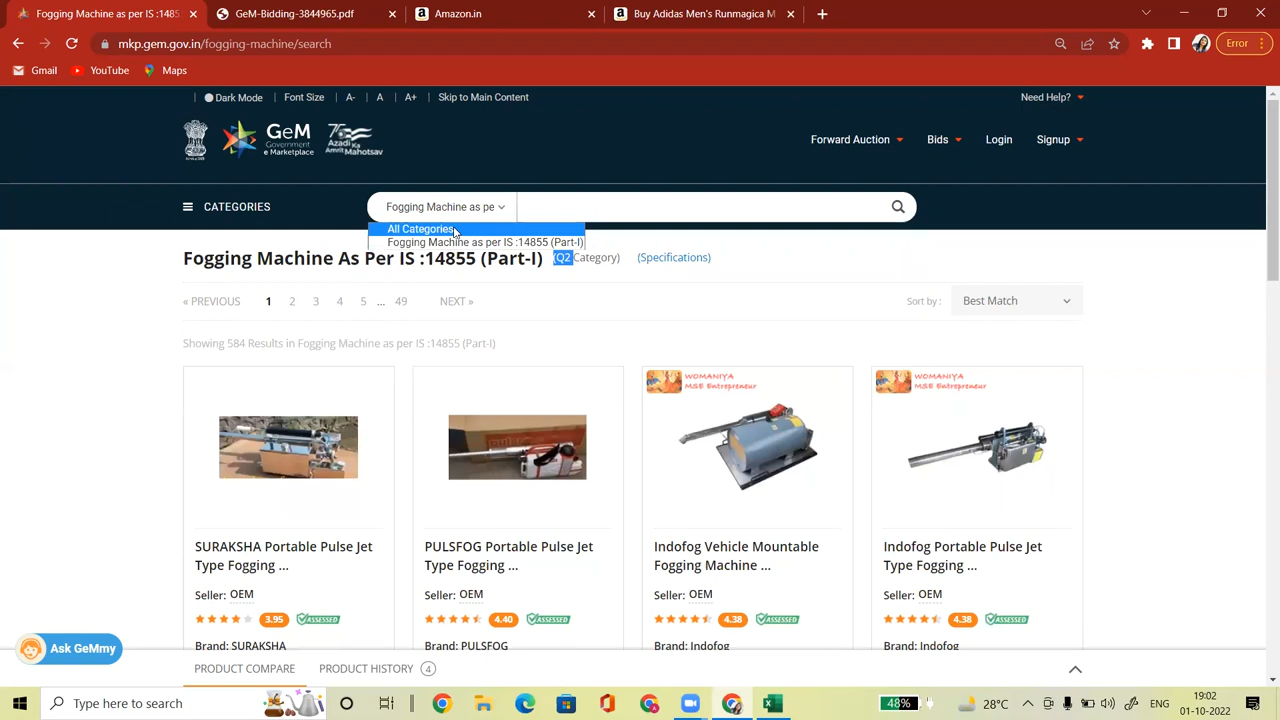 Fogging Machine as per IS :1485
GeM-Bidding-3844965.pdf
Amazon.in
Buy Adidas Men's Runmagica M
mkp.gem.gov.in/fogging-machine/search
Error
Gmail
YouTube
Maps
Dark Mode
Font Size
A-
A
A+
Skip to Main Content
Need Help?
GeM
Government
e Marketplace
75
Azadi Ka
Amrit Mahotsav
Forward Auction
Bids
Login
Signup
CATEGORIES
Fogging Machine as pe
All Categories
Fogging Machine as per IS :14855 (Part-I)
Fogging Machine As Per IS :14855 (Part-I) (Q2 Category) (Specifications)
« PREVIOUS 1 2 3 4 5 ... 49 NEXT »
Sort by : Best Match
Showing 584 Results in Fogging Machine as per IS :14855 (Part-I)
WOMANIYA
MSE Entrepreneur
WOMANIYA
MSE Entrepreneur
SURAKSHA Portable Pulse Jet
Type Fogging ...
Seller: OEM
3.95 ASSESSED
Brand: SURAKSHA
PULSFOG Portable Pulse Jet
Type Fogging ...
Seller: OEM
4.40 ASSESSED
Brand: PULSFOG
Indofog Vehicle Mountable
Fogging Machine ...
Seller: OEM
4.38 ASSESSED
Brand: Indofog
Indofog Portable Pulse Jet
Type Fogging ...
Seller: OEM
4.38 ASSESSED
Brand: Indofog
Ask GeMmy
PRODUCT COMPARE
PRODUCT HISTORY 4
Type here to search
48%
28°C
ENG
19:02
01-10-2022